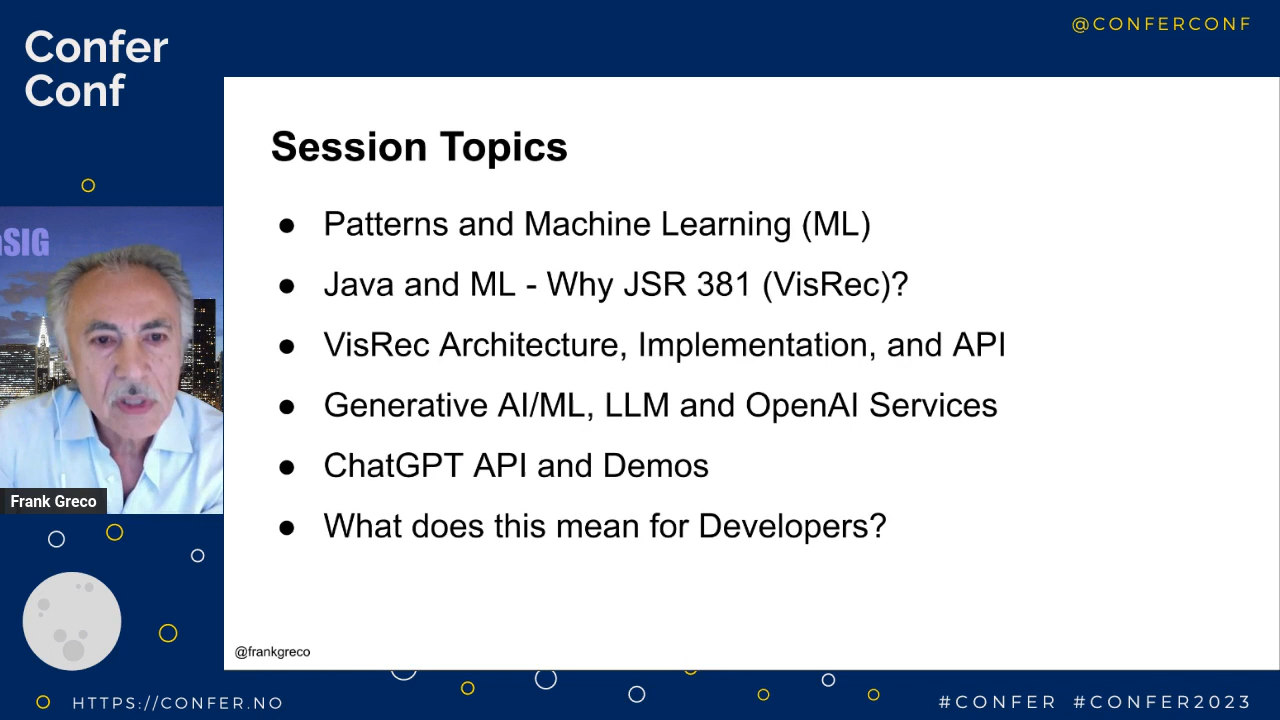 Confer
Conf
@CONFERCONF
Session Topics
● Patterns and Machine Learning (ML)
● Java and ML - Why JSR 381 (VisRec)?
● VisRec Architecture, Implementation, and API
● Generative AI/ML, LLM and OpenAI Services
● ChatGPT API and Demos
● What does this mean for Developers?
@frankgreco
SIG
Frank Greco
HTTPS://CONFER.NO
#CONFER #CONFER2023